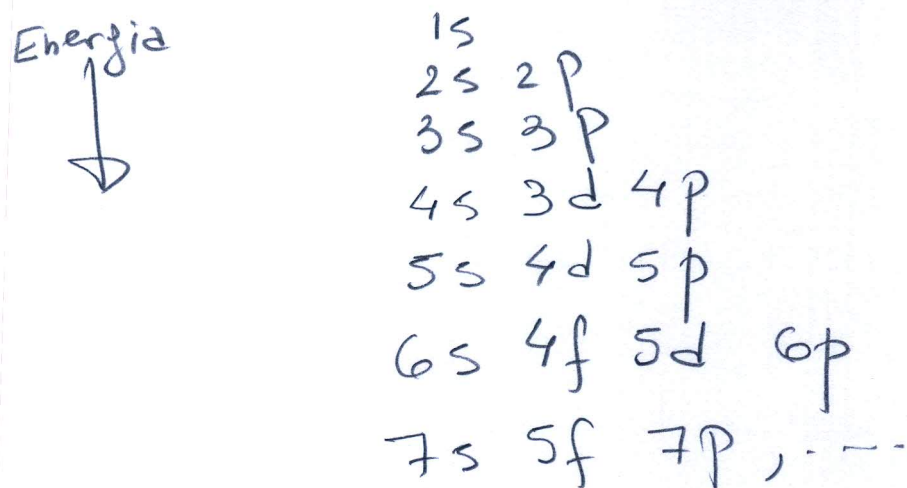 Energia
1s
2s 2p
3s 3p
4s 3d 4p
5s 4d 5p
6s 4f 5d 6p
7s 5f 7p, ....